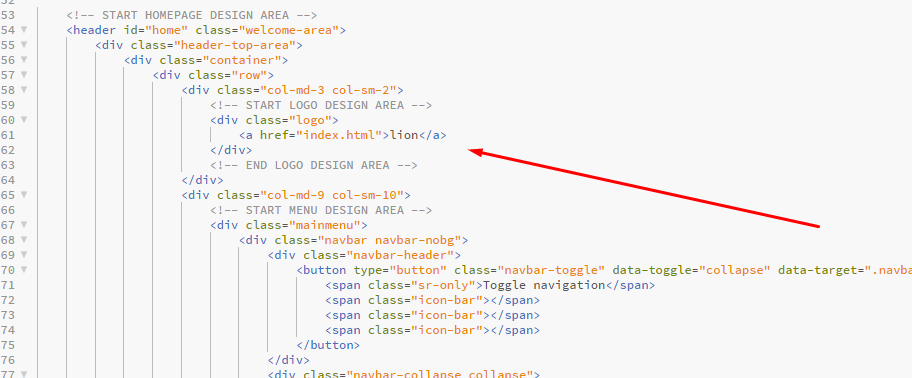 52
53 <!-- START HOMEPAGE DESIGN AREA -->
54 <header id="home" class="welcome-area">
55 <div class="header-top-area">
56 <div class="container">
57 <div class="row">
58 <div class="col-md-3 col-sm-2">
59 <!-- START LOGO DESIGN AREA -->
60 <div class="logo">
61 <a href="index.html">lion</a>
62 </div>
63 <!-- END LOGO DESIGN AREA -->
64 </div>
65 <div class="col-md-9 col-sm-10">
66 <!-- START MENU DESIGN AREA -->
67 <div class="mainmenu">
68 <div class="navbar navbar-nobg">
69 <div class="navbar-header">
70 <button type="button" class="navbar-toggle" data-toggle="collapse" data-target=".navba
71 <span class="sr-only">Toggle navigation</span>
72 <span class="icon-bar"></span>
73 <span class="icon-bar"></span>
74 <span class="icon-bar"></span>
75 </button>
76 </div>
77 <div class="navbar-collapse collapse">